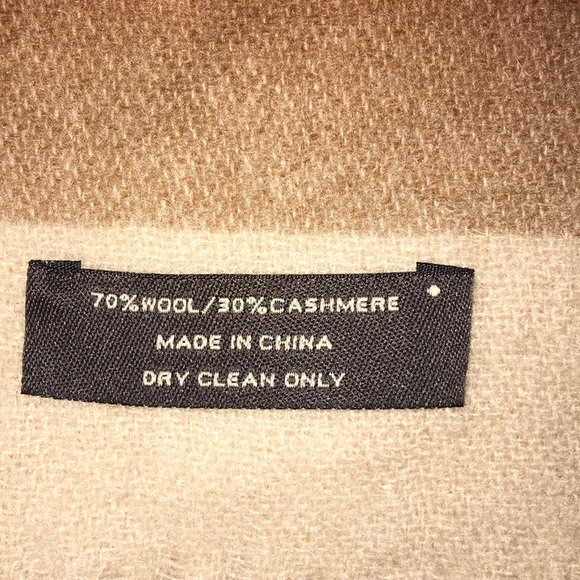 70%WOOL/30%CASHMERE
MADE IN CHINA
DRY CLEAN ONLY